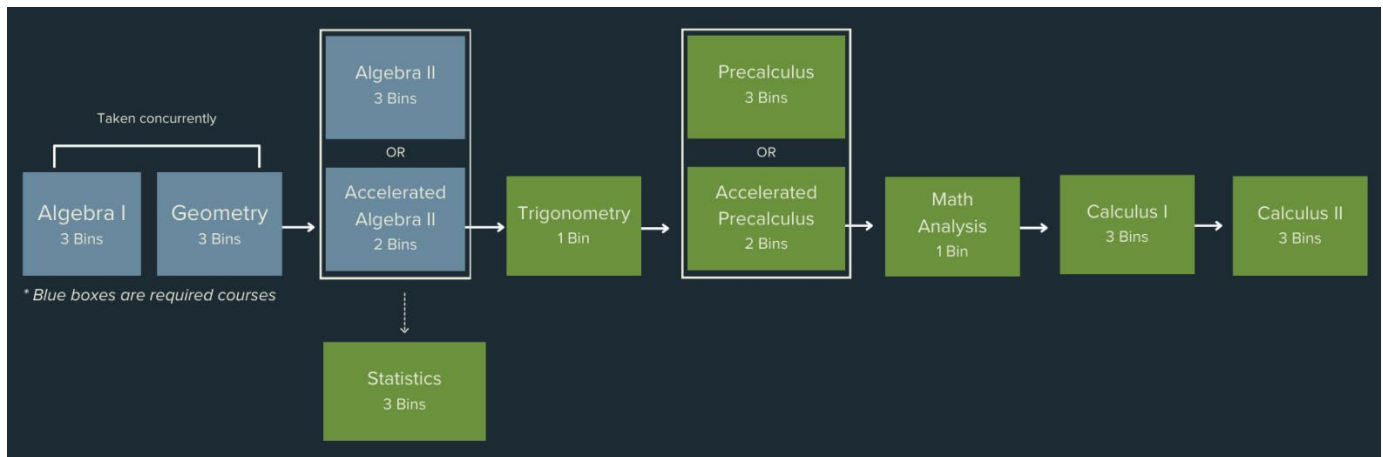 Taken concurrently
Algebra I
3 Bins
Geometry
3 Bins
* Blue boxes are required courses
Algebra II
3 Bins
OR
Accelerated
Algebra II
2 Bins
Statistics
3 Bins
Trigonometry
1 Bin
Precalculus
3 Bins
OR
Accelerated
Precalculus
2 Bins
Math
Analysis
1 Bin
Calculus I
3 Bins
Calculus II
3 Bins